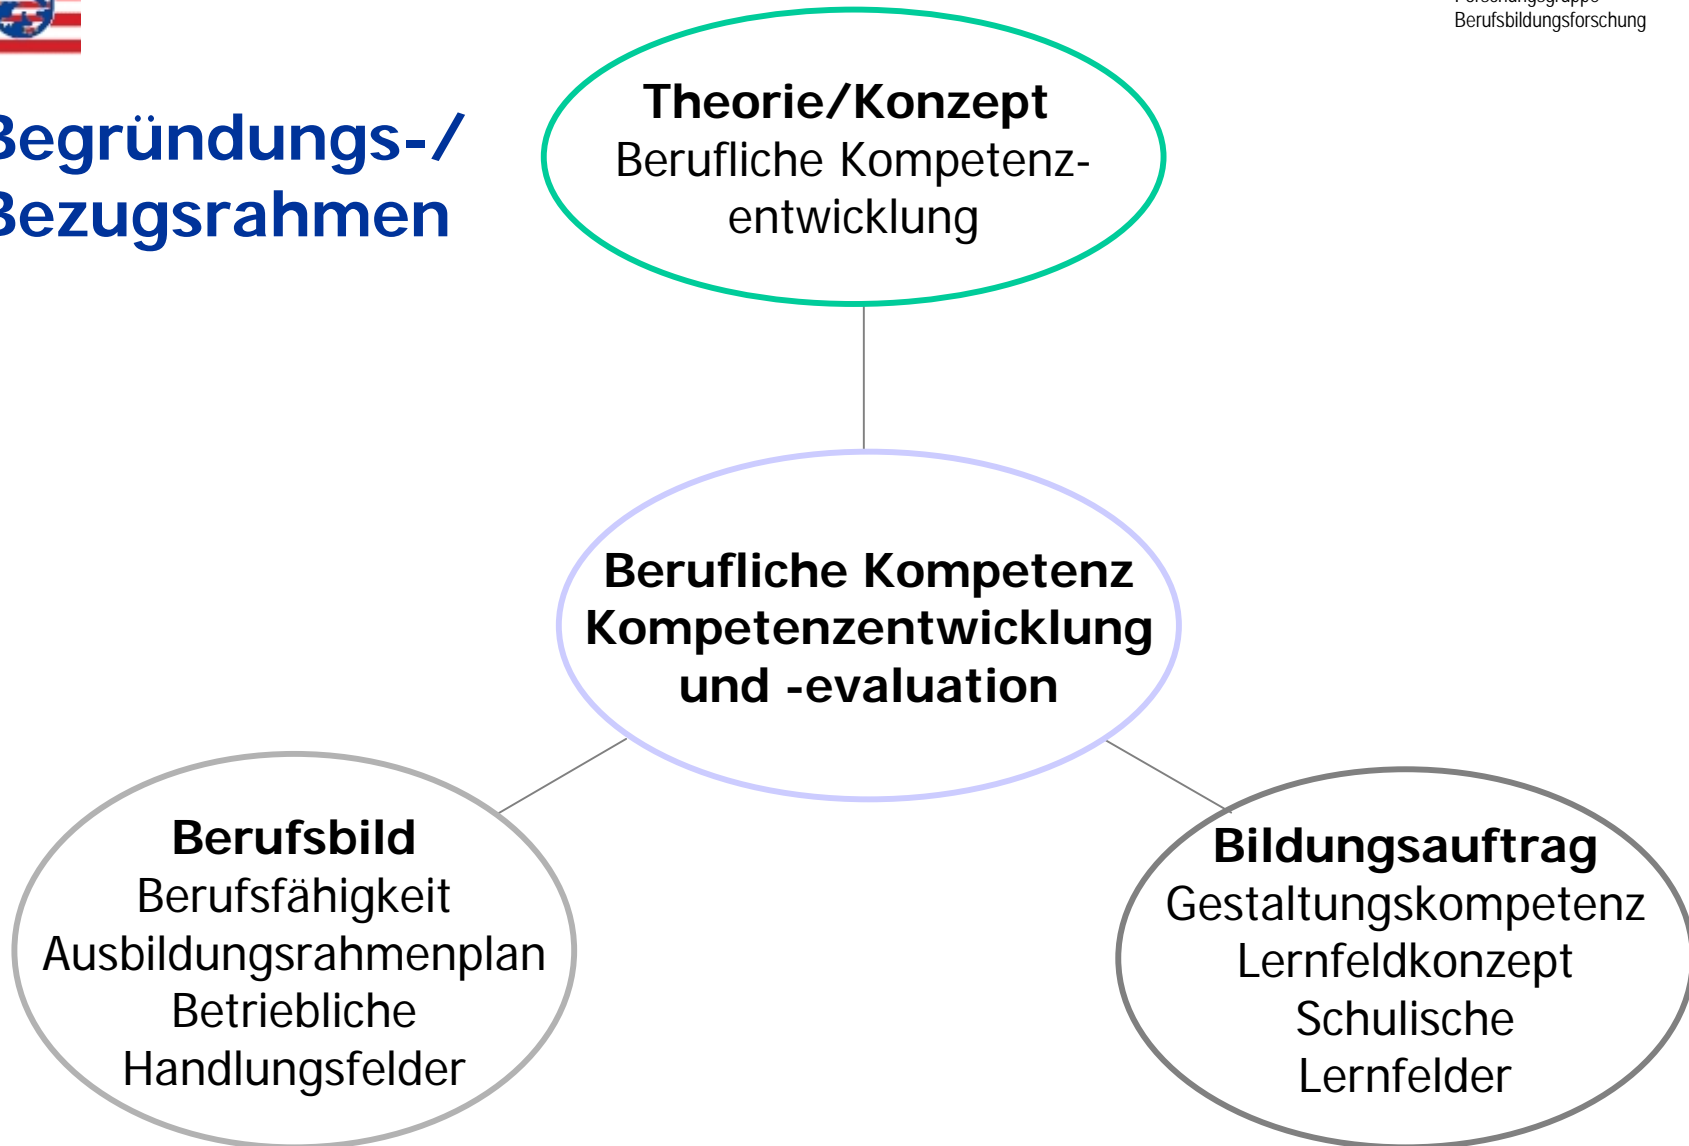 Forschungsgruppe
Berufsbildungsforschung
Begründungs-/
Bezugsrahmen
Theorie/Konzept
Berufliche Kompetenz-
entwicklung
Berufliche Kompetenz
Kompetenzentwicklung
und -evaluation
Berufsbild
Berufsfähigkeit
Ausbildungsrahmenplan
Betriebliche
Handlungsfelder
Bildungsauftrag
Gestaltungskompetenz
Lernfeldkonzept
Schulische
Lernfelder